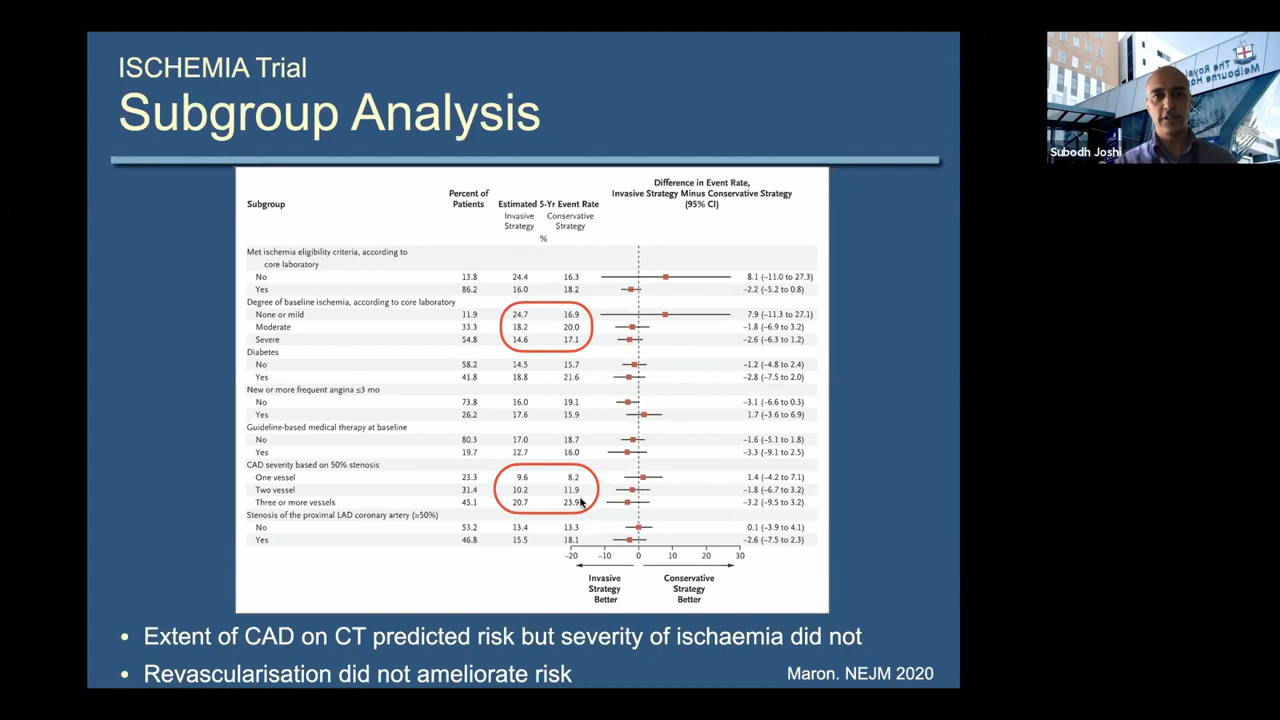 ISCHEMIA Trial
Subgroup Analysis
Subgroup
Percent of
Patients
Estimated 5-Yr Event Rate
Invasive
Strategy
Conservative
Strategy
%
Difference in Event Rate,
Invasive Strategy Minus Conservative Strategy
(95% CI)
Met ischemia eligibility criteria, according to
core laboratory
No 13.8 24.4 16.3 8.1 (−11.0 to 27.3)
Yes 86.2 16.0 18.2 −2.2 (−5.2 to 0.8)
Degree of baseline ischemia, according to core laboratory
None or mild 11.9 24.7 16.9 7.9 (−11.3 to 27.1)
Moderate 33.3 18.2 20.0 −1.8 (−6.9 to 3.2)
Severe 54.8 14.6 17.1 −2.6 (−6.3 to 1.2)
Diabetes
No 58.2 14.5 15.7 −1.2 (−4.8 to 2.4)
Yes 41.8 18.8 21.6 −2.8 (−7.5 to 2.0)
New or more frequent angina ≤3 mo
No 73.8 16.0 19.1 −3.1 (−6.6 to 0.3)
Yes 26.2 17.6 15.9 1.7 (−3.6 to 6.9)
Guideline-based medical therapy at baseline
No 80.3 17.0 18.7 −1.6 (−5.1 to 1.8)
Yes 19.7 12.7 16.0 −3.3 (−9.1 to 2.5)
CAD severity based on 50% stenosis
One vessel 23.3 9.6 8.2 1.4 (−4.2 to 7.1)
Two vessel 31.4 10.2 11.9 −1.8 (−6.7 to 3.2)
Three or more vessels 45.1 20.7 23.9 −3.2 (−9.5 to 3.2)
Stenosis of the proximal LAD coronary artery (≥50%)
No 53.2 13.4 13.3 0.1 (−3.9 to 4.1)
Yes 46.8 15.5 18.1 −2.6 (−7.5 to 2.3)
−20 −10 0 10 20 30
Invasive
Strategy
Better
Conservative
Strategy
Better
• Extent of CAD on CT predicted risk but severity of ischaemia did not
• Revascularisation did not ameliorate risk
Maron. NEJM 2020
The Royal
Melbourne Ho
Subodh Joshi